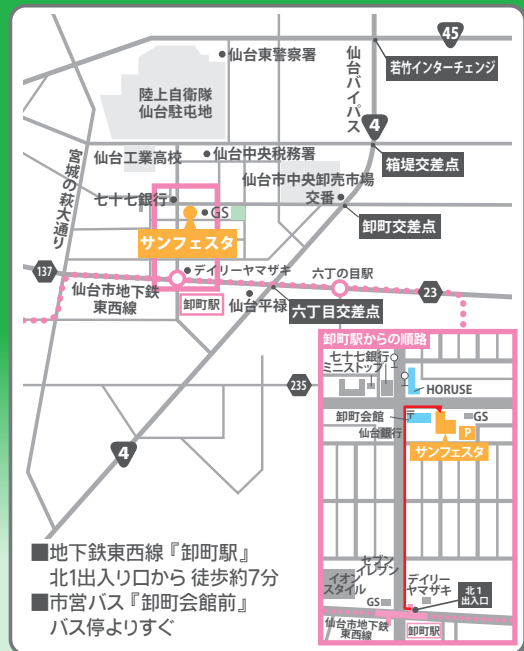 45
仙台東警察署
若竹インターチェンジ
仙台バイパス
陸上自衛隊
仙台駐屯地
4
宮城の萩大通り
仙台工業高校
仙台中央税務署
箱堤交差点
仙台市中央卸売市場
交番
七十七銀行
GS
卸町交差点
サンフェスタ
デイリーヤマザキ
六丁の目駅
137
仙台市地下鉄
東西線
卸町駅
仙台平禄
六丁目交差点
23
235
4
卸町駅からの順路
七十七銀行
ミニストップ
HORUSE
卸町会館
〒
GS
仙台銀行
P
サンフェスタ
セブン
イレブン
イオン
スタイル
デイリー
ヤマザキ
北1
出入口
GS
仙台市地下鉄
東西線
卸町駅
■地下鉄東西線『卸町駅』
北1出入り口から 徒歩約7分
■市営バス『卸町会館前』
バス停よりすぐ